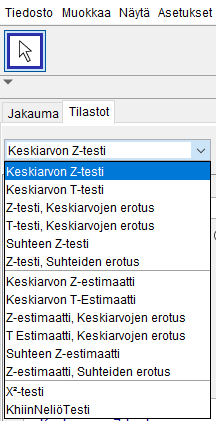 Tiedosto Muokkaa Näytä Asetukset
Jakauma Tilastot
Keskiarvon Z-testi
Keskiarvon Z-testi
Keskiarvon T-testi
Z-testi, Keskiarvojen erotus
T-testi, Keskiarvojen erotus
Suhteen Z-testi
Z-testi, Suhteiden erotus
Keskiarvon Z-estimaatti
Keskiarvon T-Estimaatti
Z-estimaatti, Keskiarvojen erotus
T Estimaatti, Keskiarvojen erotus
Suhteen Z-estimaatti
Z-estimaatti, Suhteiden erotus
X²-testi
KhiinNeliöTesti